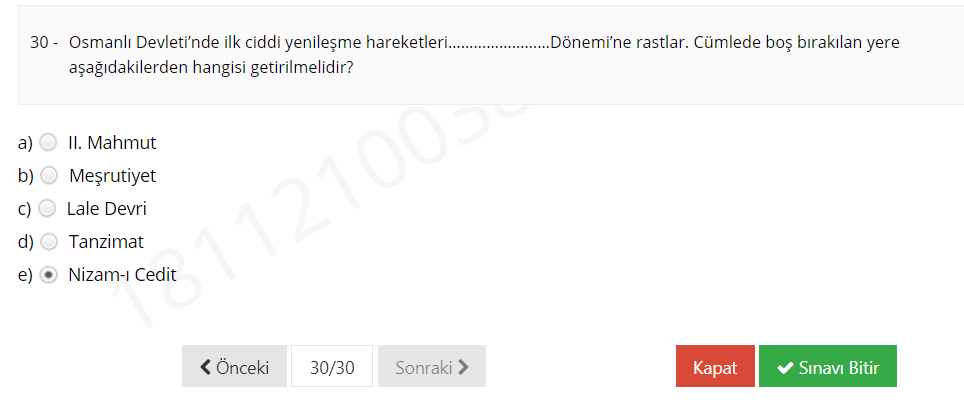 30 - Osmanlı Devleti’nde ilk ciddi yenileşme hareketleri........................Dönemi’ne rastlar. Cümlede boş bırakılan yere
aşağıdakilerden hangisi getirilmelidir?
a) II. Mahmut
b) Meşrutiyet
c) Lale Devri
d) Tanzimat
e) Nizam-ı Cedit
Önceki 30/30 Sonraki Kapat Sınavı Bitir